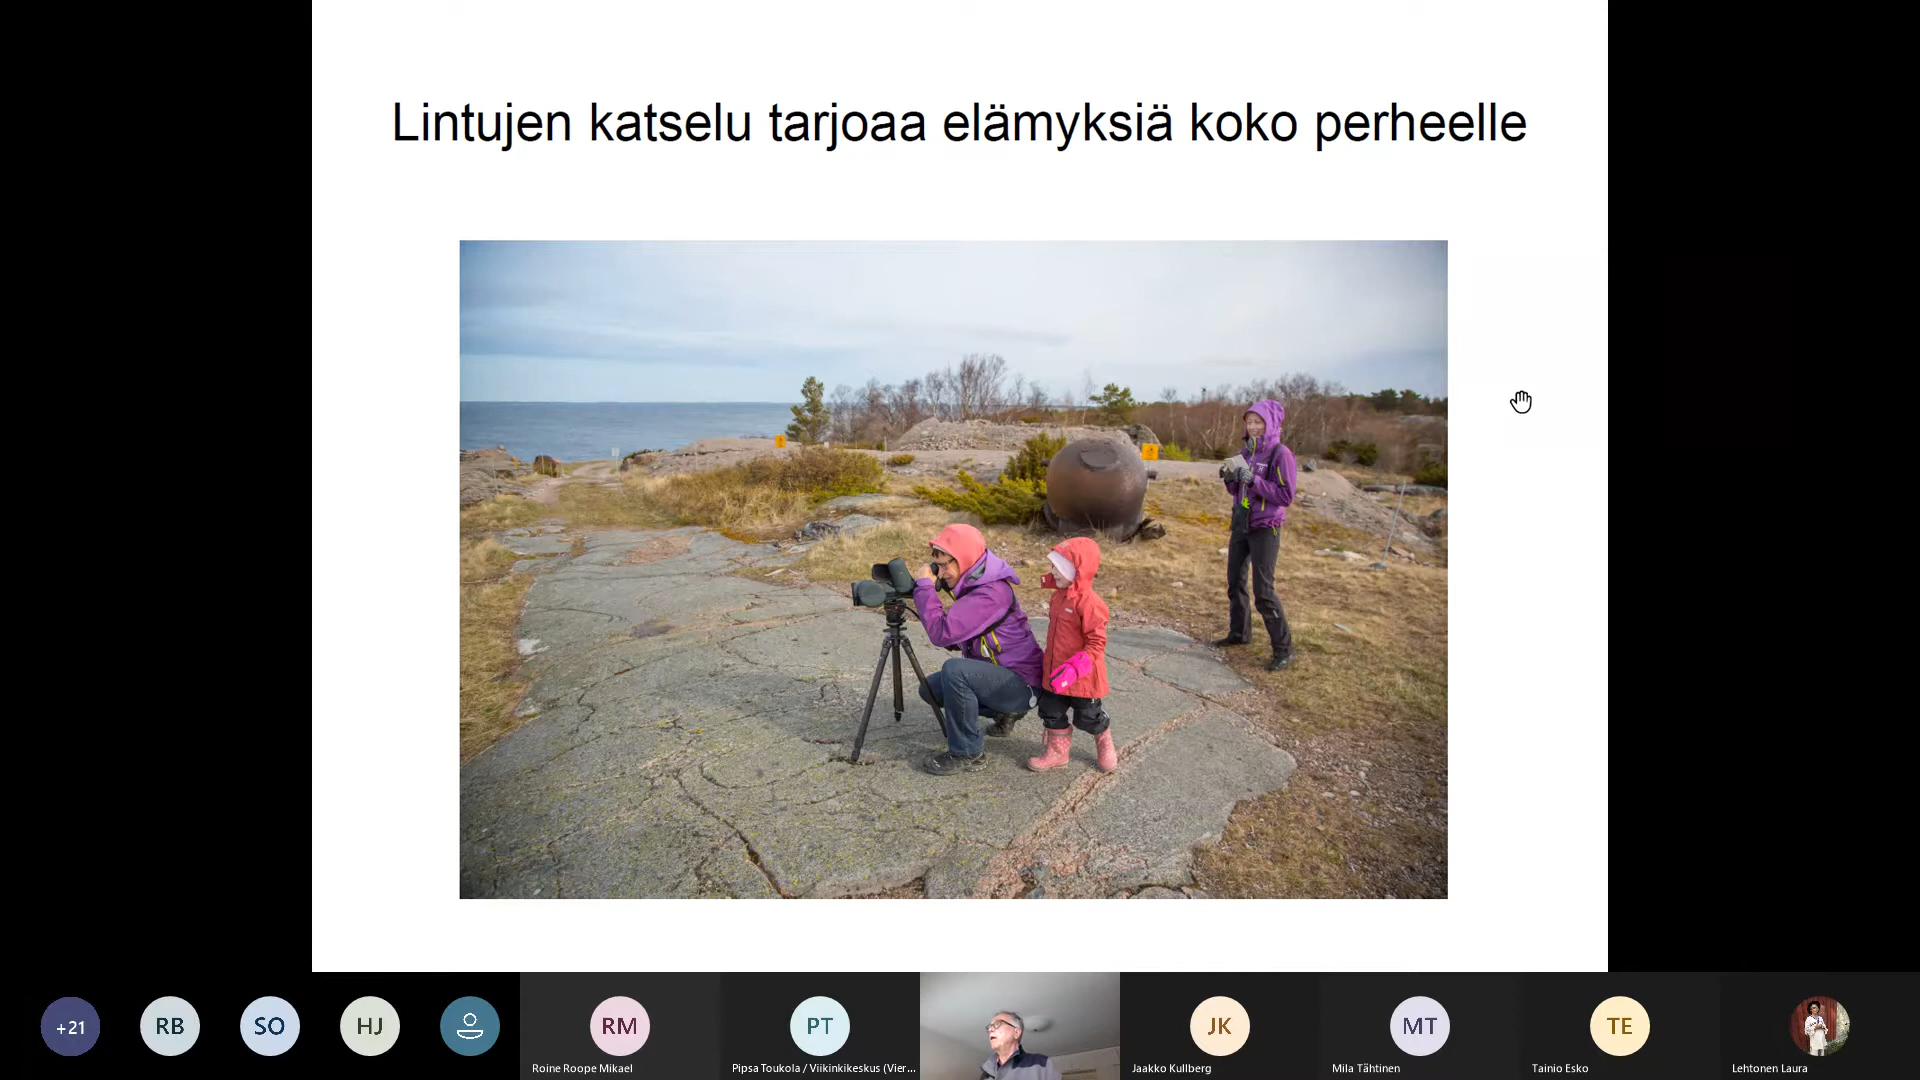 Lintujen katselu tarjoaa elämyksiä koko perheelle
+21
RB
SO
HJ
RM
PT
JK
MT
TE
Roine Roope Mikael
Pipsa Toukola / Viikinkikeskus (Vier...
Jaakko Kullberg
Mila Tähtinen
Tainio Esko
Lehtonen Laura